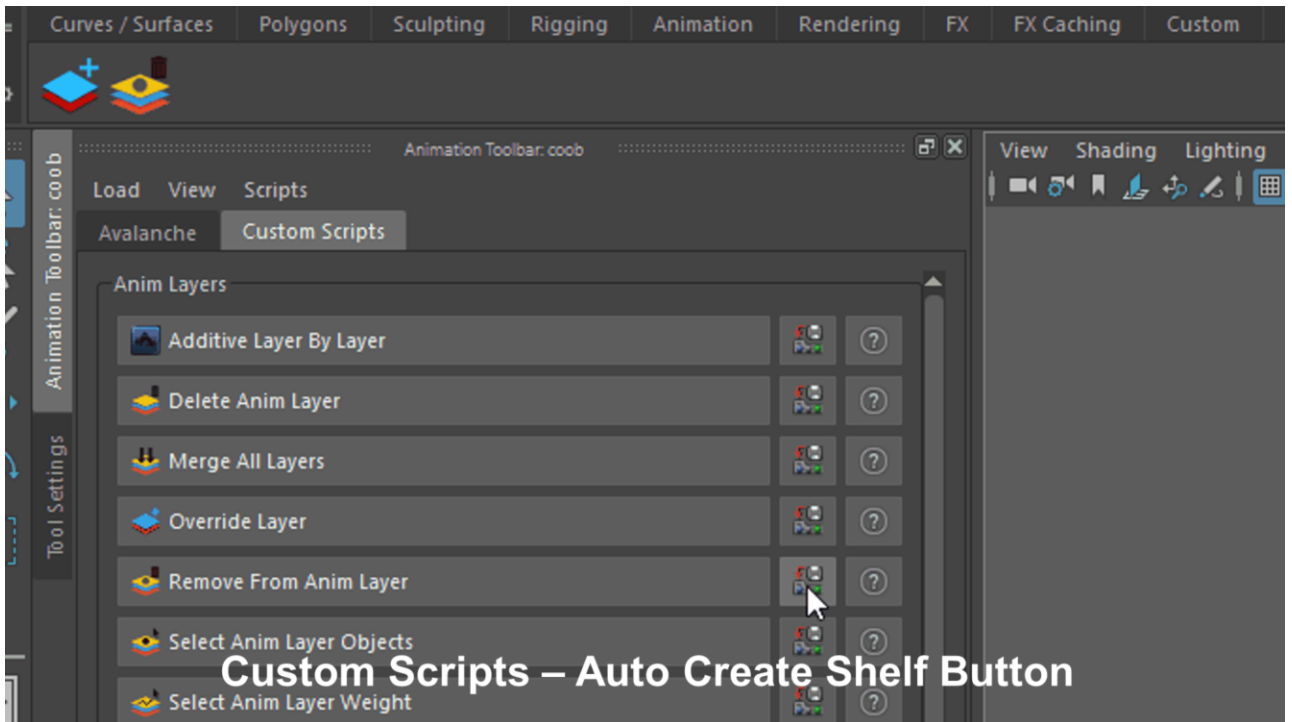 Curves / Surfaces Polygons Sculpting Rigging Animation Rendering FX FX Caching Custom
Animation Toolbar: coob
Tool Settings
Animation Toolbar: coob
Load View Scripts
Avalanche Custom Scripts
Anim Layers
Additive Layer By Layer ?
Delete Anim Layer ?
Merge All Layers ?
Override Layer ?
Remove From Anim Layer ?
Select Anim Layer Objects ?
Select Anim Layer Weight ?
View Shading Lighting
Custom Scripts – Auto Create Shelf Button